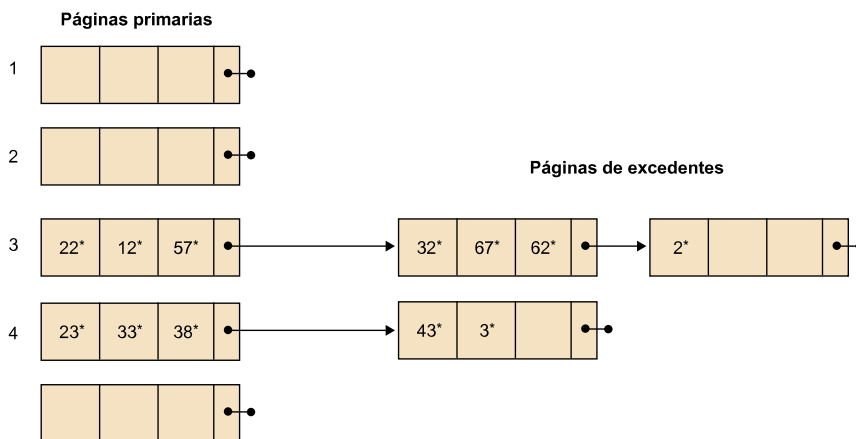 Páginas primarias
1
2
Páginas de excedentes
3 22* 12* 57* 32* 67* 62* 2*
4 23* 33* 38* 43* 3*